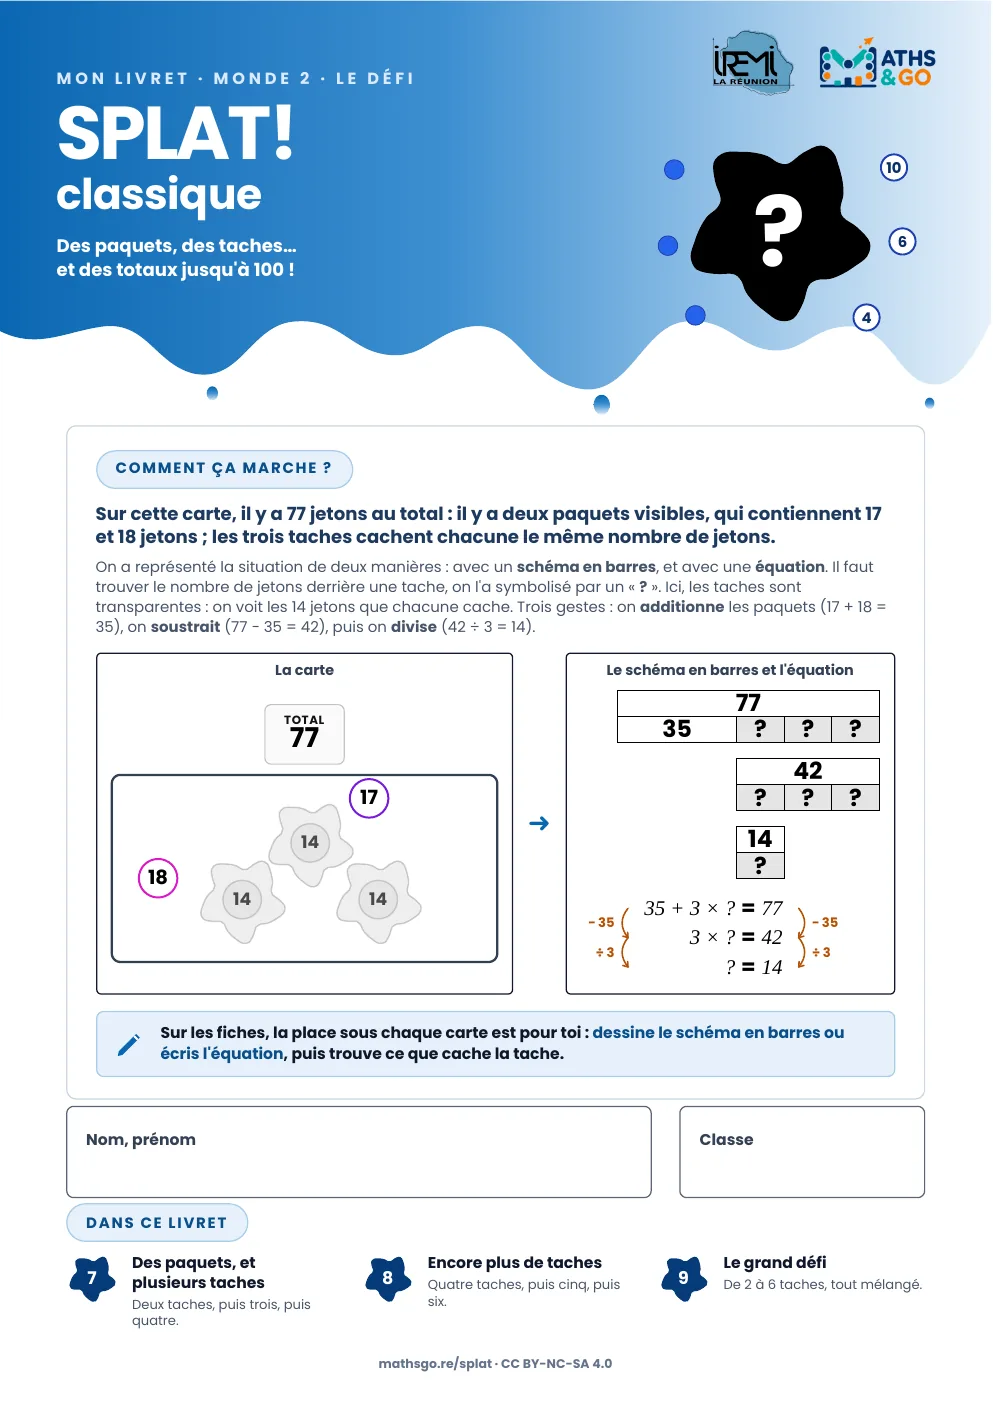 MON LIVRET · MONDE 2 · LE DÉFI
SPLAT!
classique
Des paquets, des taches...
et des totaux jusqu'à 100 !
iREMi
LA RÉUNION
MATHS
&GO
?
10
6
4
COMMENT ÇA MARCHE ?
Sur cette carte, il y a 77 jetons au total : il y a deux paquets visibles, qui contiennent 17
et 18 jetons ; les trois taches cachent chacune le même nombre de jetons.
On a représenté la situation de deux manières : avec un schéma en barres, et avec une équation. Il faut
trouver le nombre de jetons derrière une tache, on l'a symbolisé par un « ? ». Ici, les taches sont
transparentes : on voit les 14 jetons que chacune cache. Trois gestes : on additionne les paquets (17 + 18 =
35), on soustrait (77 - 35 = 42), puis on divise (42 ÷ 3 = 14).
La carte
TOTAL
77
17
14
18
14
14
➜
Le schéma en barres et l'équation
77
35 ? ? ?
42
? ? ?
14
?
35 + 3 × ? = 77
3 × ? = 42
? = 14
- 35
÷ 3
- 35
÷ 3
Sur les fiches, la place sous chaque carte est pour toi : dessine le schéma en barres ou
écris l'équation, puis trouve ce que cache la tache.
Nom, prénom
Classe
DANS CE LIVRET
7
Des paquets, et
plusieurs taches
Deux taches, puis trois, puis
quatre.
8
Encore plus de taches
Quatre taches, puis cinq, puis
six.
9
Le grand défi
De 2 à 6 taches, tout mélangé.
mathsgo.re/splat · CC BY-NC-SA 4.0